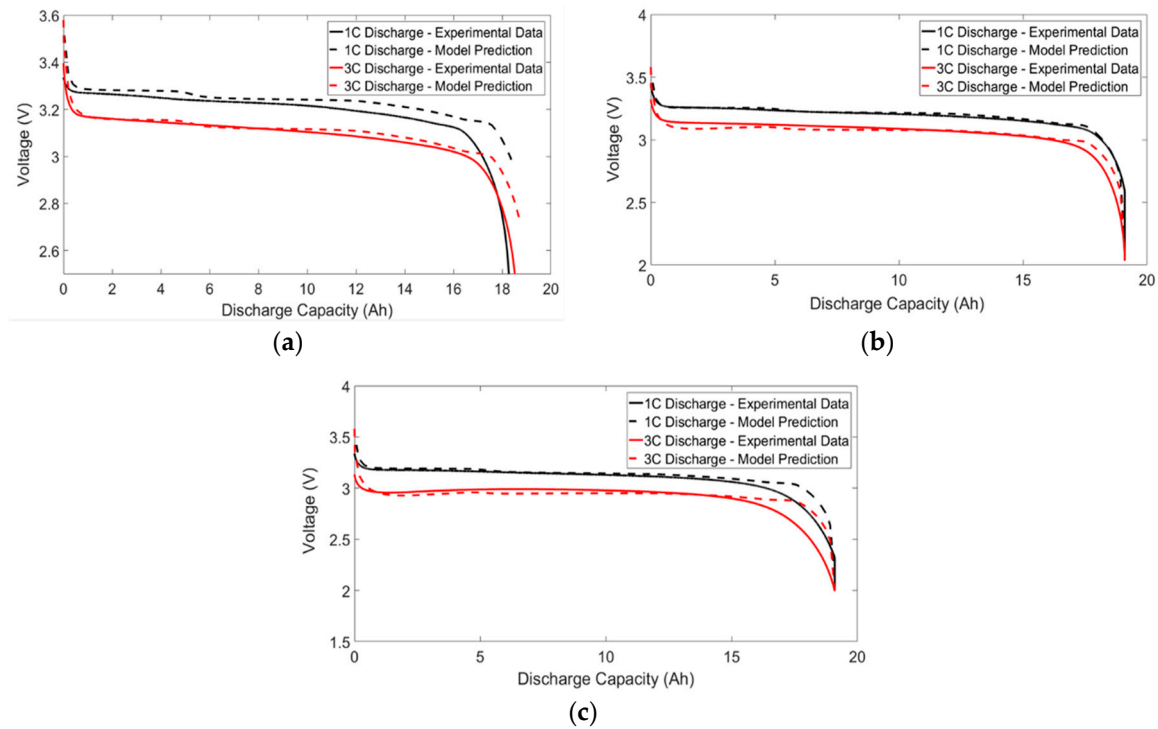 3.6
3.4
3.2
3
2.8
2.6
Voltage (V)
1C Discharge - Experimental Data
1C Discharge - Model Prediction
3C Discharge - Experimental Data
3C Discharge - Model Prediction
0 2 4 6 8 10 12 14 16 18 20
Discharge Capacity (Ah)
(a)
4
3.5
3
2.5
2
Voltage (V)
1C Discharge - Experimental Data
1C Discharge - Model Prediction
3C Discharge - Experimental Data
3C Discharge - Model Prediction
0 5 10 15 20
Discharge Capacity (Ah)
(b)
4
3.5
3
2.5
2
1.5
Voltage (V)
1C Discharge - Experimental Data
1C Discharge - Model Prediction
3C Discharge - Experimental Data
3C Discharge - Model Prediction
0 5 10 15 20
Discharge Capacity (Ah)
(c)